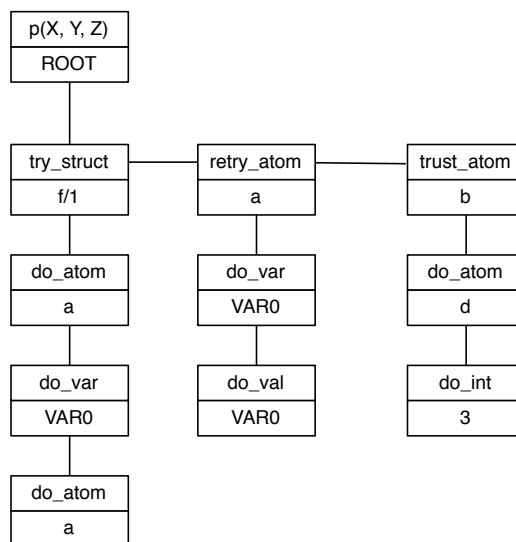 p(X, Y, Z)
ROOT
try_struct
f/1
do_atom
a
do_var
VAR0
do_atom
a
retry_atom
a
do_var
VAR0
do_val
VAR0
trust_atom
b
do_atom
d
do_int
3